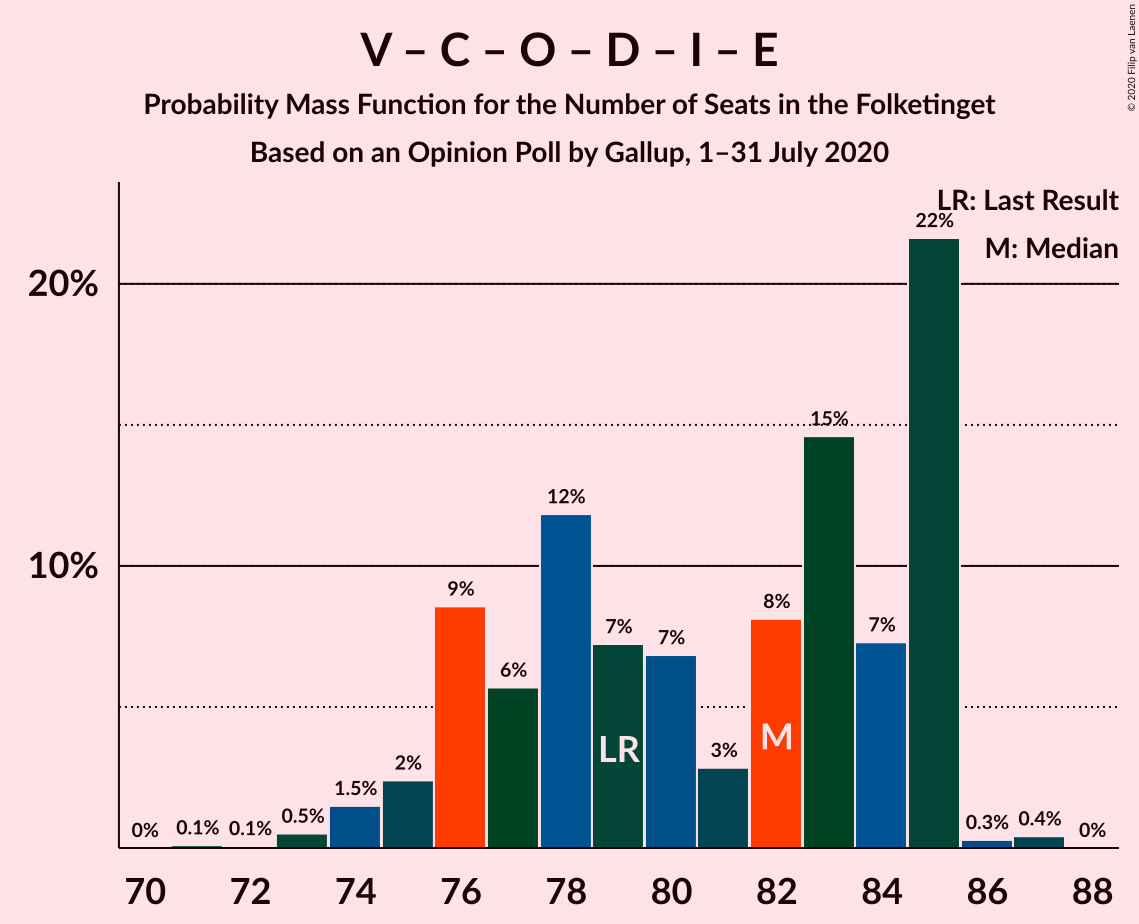 V – C – O – D – I – E
Probability Mass Function for the Number of Seats in the Folketinget
Based on an Opinion Poll by Gallup, 1–31 July 2020
© 2020 Filip van Laenen
LR: Last Result
M: Median
20%
10%
0%
0.1%
0.1%
0.5%
1.5%
2%
9%
6%
12%
7%
7%
3%
8%
15%
7%
22%
0.3%
0.4%
0%
LR
M
70 72 74 76 78 80 82 84 86 88